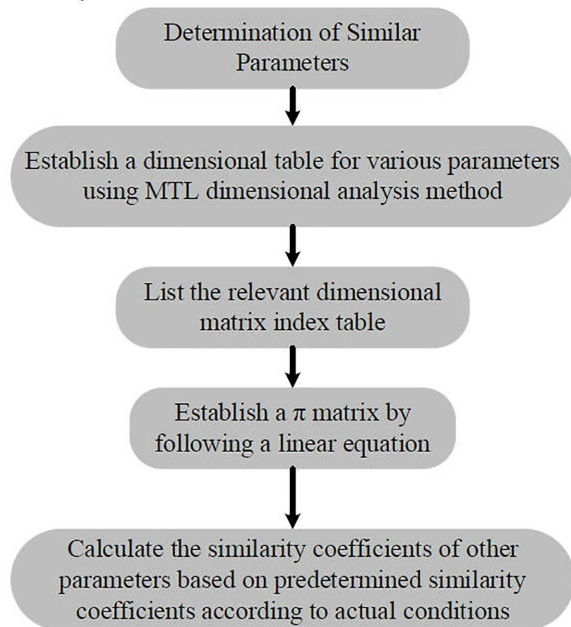 Determination of Similar
Parameters
Establish a dimensional table for various parameters
using MTL dimensional analysis method
List the relevant dimensional
matrix index table
Establish a π matrix by
following a linear equation
Calculate the similarity coefficients of other
parameters based on predetermined similarity
coefficients according to actual conditions